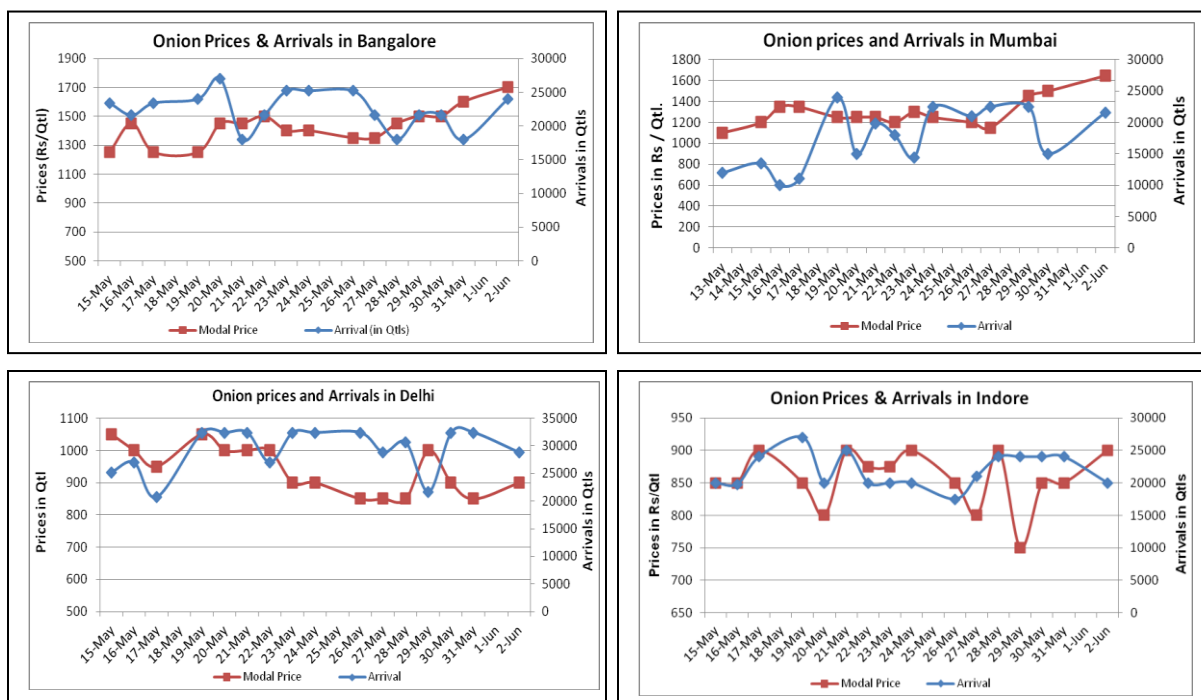 Onion Prices & Arrivals in Bangalore
1900
1700
1500
1300
1100
900
700
500
30000
25000
20000
15000
10000
5000
0
Prices (Rs/Qtl)
Arrivals in Qtls
15-May
16-May
17-May
18-May
19-May
20-May
21-May
22-May
23-May
24-May
25-May
26-May
27-May
28-May
29-May
30-May
31-May
1-Jun
2-Jun
Modal Price
Arrival (in Qtls)
Onion prices and Arrivals in Mumbai
1800
1600
1400
1200
1000
800
600
400
200
0
30000
25000
20000
15000
10000
5000
0
Prices in Rs / Qtl.
Arrivals in Qtls
13-May
14-May
15-May
16-May
17-May
18-May
19-May
20-May
21-May
22-May
23-May
24-May
25-May
26-May
27-May
28-May
29-May
30-May
31-May
1-Jun
2-Jun
Modal Price
Arrival
Onion prices and Arrivals in Delhi
1100
1000
900
800
700
600
500
35000
30000
25000
20000
15000
10000
5000
0
Prices in Qtl
Arrivals in Qtls
15-May
16-May
17-May
18-May
19-May
20-May
21-May
22-May
23-May
24-May
25-May
26-May
27-May
28-May
29-May
30-May
31-May
1-Jun
2-Jun
Modal Price
Arrival
Onion Prices & Arrivals in Indore
950
900
850
800
750
700
650
30000
25000
20000
15000
10000
5000
0
Prices in Rs/Qtl
Arrivals in Qtls
15-May
16-May
17-May
18-May
19-May
20-May
21-May
22-May
23-May
24-May
25-May
26-May
27-May
28-May
29-May
30-May
31-May
1-Jun
2-Jun
Modal Price
Arrival